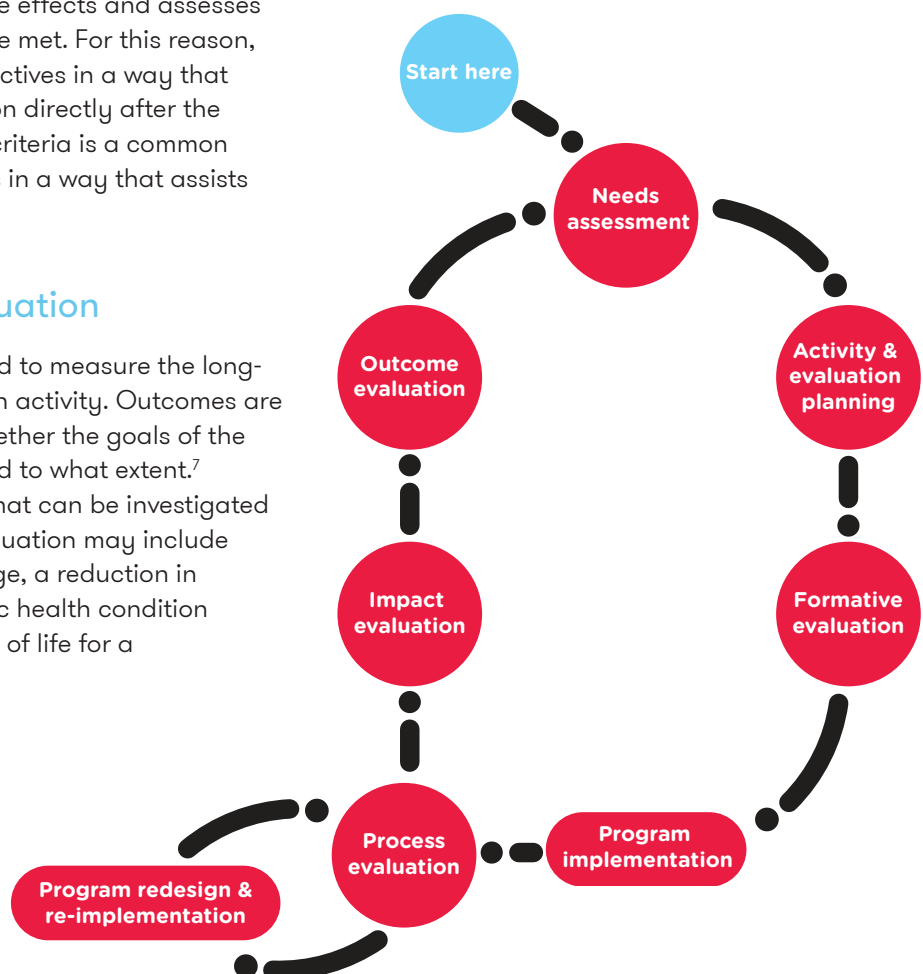 e effects and assesses
e met. For this reason,
ctives in a way that
on directly after the
criteria is a common
s in a way that assists
uation
d to measure the long-
n activity. Outcomes are
ether the goals of the
d to what extent.7
hat can be investigated
uation may include
ge, a reduction in
c health condition
of life for a
Start here
Needs
assessment
Activity &
evaluation
planning
Formative
evaluation
Program
implementation
Process
evaluation
Program redesign &
re-implementation
Impact
evaluation
Outcome
evaluation